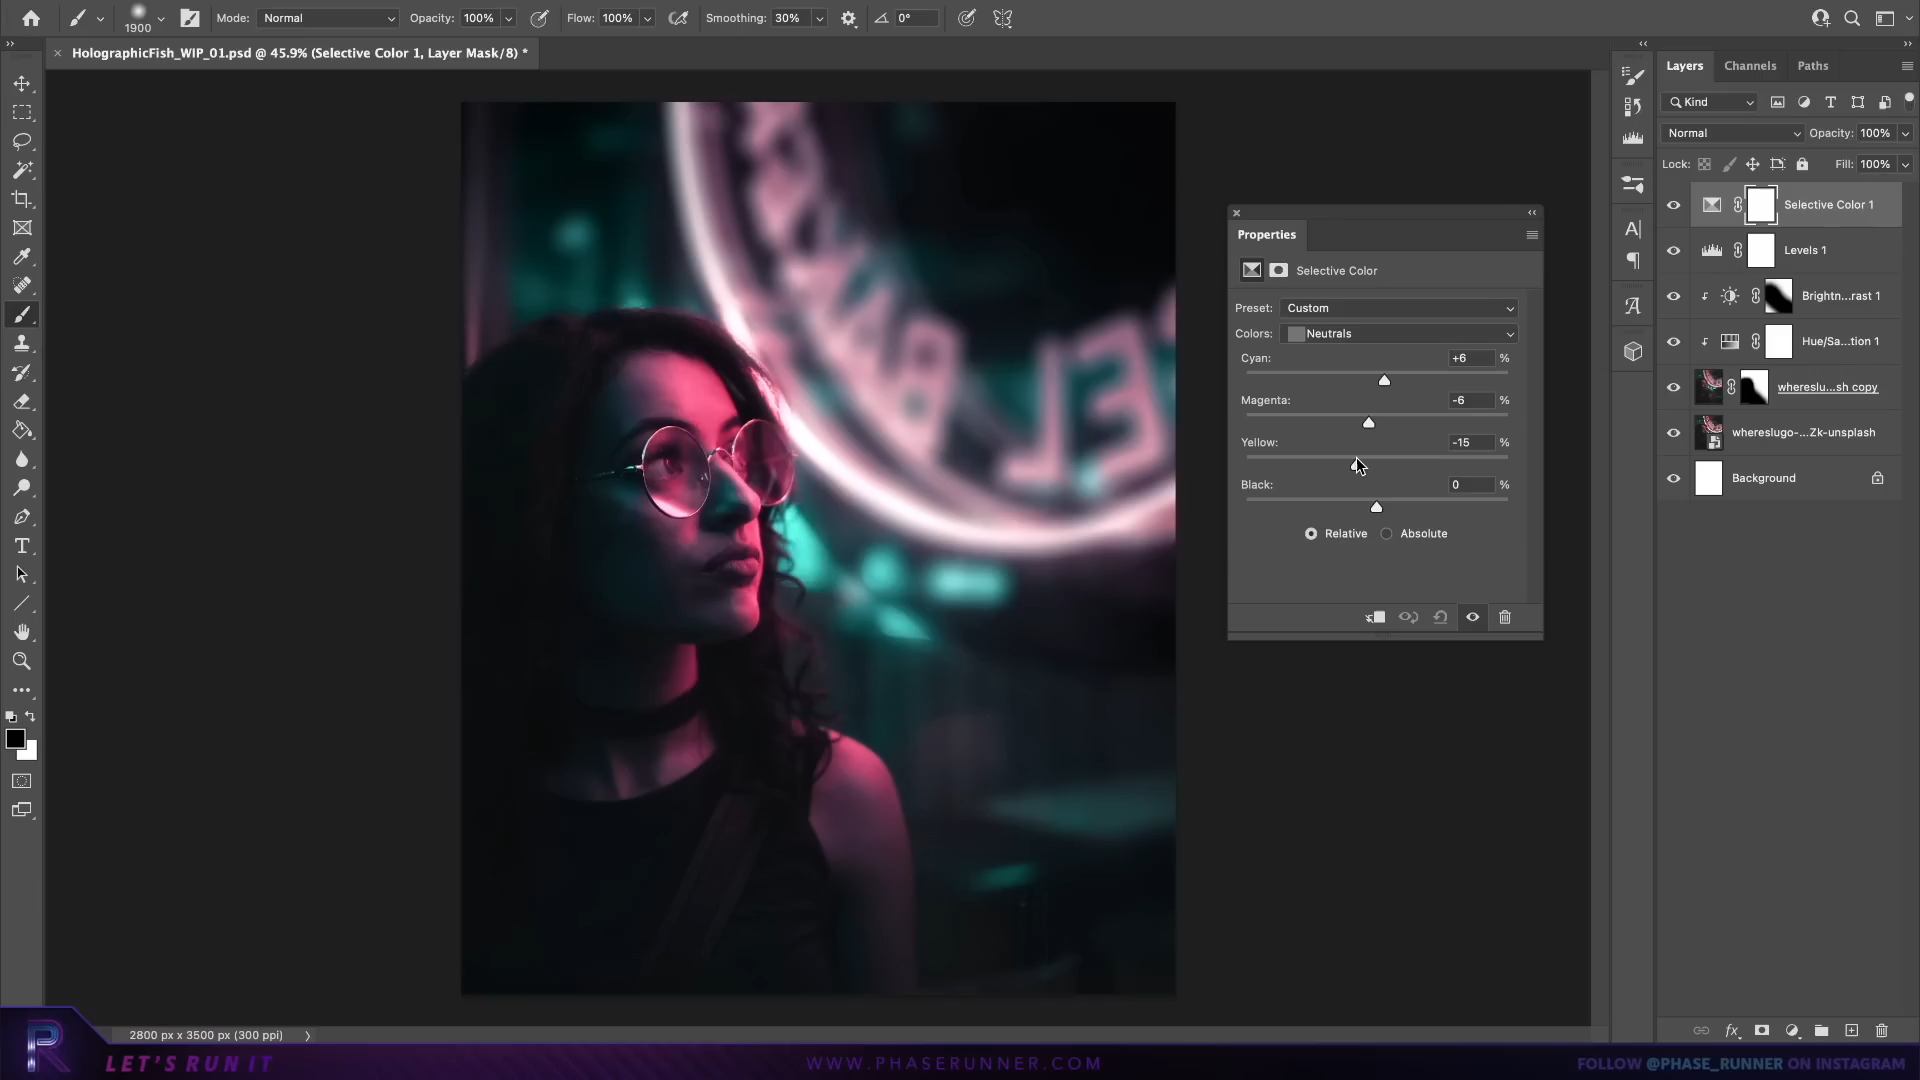 1900
Mode: Normal
Opacity: 100%
Flow: 100%
Smoothing: 30%
0°
HolographicFish_WIP_01.psd @ 45.9% (Selective Color 1, Layer Mask/8) *
Layers Channels Paths
Kind
Normal Opacity: 100%
Lock: Fill: 100%
Selective Color 1
Levels 1
Brightn...rast 1
Hue/Sa...tion 1
whereslu...sh copy
whereslugo-...Zk-unsplash
Background
Properties
Selective Color
Preset: Custom
Colors: Neutrals
Cyan: +6 %
Magenta: -6 %
Yellow: -15 %
Black: 0 %
Relative Absolute
2800 px x 3500 px (300 ppi)
LET'S RUN IT
WWW.PHASERUNNER.COM
FOLLOW @PHASE_RUNNER ON INSTAGRAM